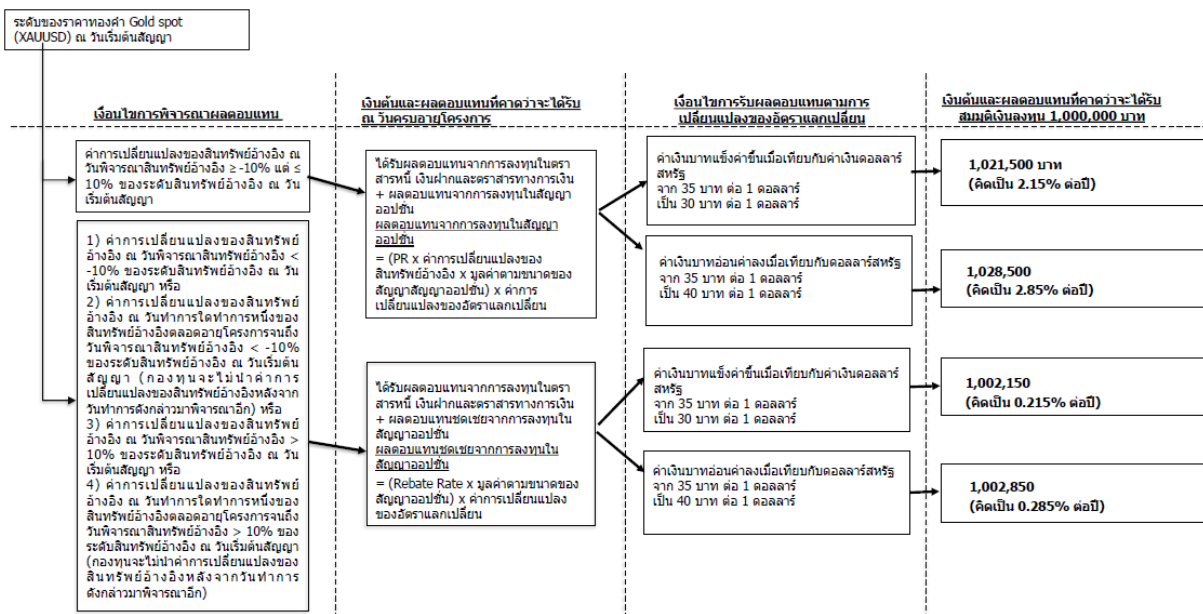 ระดับของราคาทองคำ Gold spot
(XAUUSD) ณ วันเริ่มต้นสัญญา
เงื่อนไขการพิจารณาผลตอบแทน
เงินต้นและผลตอบแทนที่คาดว่าจะได้รับ
ณ วันครบอายุโครงการ
เงื่อนไขการรับผลตอบแทนตามการ
เปลี่ยนแปลงของอัตราแลกเปลี่ยน
เงินต้นและผลตอบแทนที่คาดว่าจะได้รับ
สมมุติเงินลงทุน 1,000,000 บาท
ค่าการเปลี่ยนแปลงของสินทรัพย์อ้างอิง ณ
วันพิจารณาสินทรัพย์อ้างอิง ≥ -10% แต่ ≤
10% ของระดับสินทรัพย์อ้างอิง ณ วัน
เริ่มต้นสัญญา
ได้รับผลตอบแทนจากการลงทุนในตรา
สารหนี้ เงินฝากและตราสารทางการเงิน
+ ผลตอบแทนจากการลงทุนในสัญญา
ออปชั่น
ผลตอบแทนจากการลงทุนในสัญญา
ออปชั่น
= (PR x ค่าการเปลี่ยนแปลงของ
สินทรัพย์อ้างอิง x มูลค่าตามขนาดของ
สัญญาสัญญาออปชั่น) x ค่าการ
เปลี่ยนแปลงของอัตราแลกเปลี่ยน
ค่าเงินบาทแข็งค่าขึ้นเมื่อเทียบกับค่าเงินดอลลาร์
สหรัฐ
จาก 35 บาท ต่อ 1 ดอลลาร์
เป็น 30 บาท ต่อ 1 ดอลลาร์
1,021,500 บาท
(คิดเป็น 2.15% ต่อปี)
ค่าเงินบาทอ่อนค่าลงเมื่อเทียบกับดอลลาร์สหรัฐ
จาก 35 บาท ต่อ 1 ดอลลาร์
เป็น 40 บาท ต่อ 1 ดอลลาร์
1,028,500
(คิดเป็น 2.85% ต่อปี)
1) ค่าการเปลี่ยนแปลงของสินทรัพย์
อ้างอิง ณ วันพิจารณาสินทรัพย์อ้างอิง <
-10% ของระดับสินทรัพย์อ้างอิง ณ วัน
เริ่มต้นสัญญา หรือ
2) ค่าการเปลี่ยนแปลงของสินทรัพย์
อ้างอิง ณ วันทำการใดทำการหนึ่งของ
สินทรัพย์อ้างอิงตลอดอายุโครงการจนถึง
วันพิจารณาสินทรัพย์อ้างอิง < -10%
ของระดับสินทรัพย์อ้างอิง ณ วันเริ่มต้น
สัญญา (กองทุนจะไม่นำค่าการ
เปลี่ยนแปลงของสินทรัพย์อ้างอิงหลังจาก
วันทำการดังกล่าวมาพิจารณาอีก) หรือ
3) ค่าการเปลี่ยนแปลงของสินทรัพย์
อ้างอิง ณ วันพิจารณาสินทรัพย์อ้างอิง >
10% ของระดับสินทรัพย์อ้างอิง ณ วัน
เริ่มต้นสัญญา หรือ
4) ค่าการเปลี่ยนแปลงของสินทรัพย์
อ้างอิง ณ วันทำการใดทำการหนึ่งของ
สินทรัพย์อ้างอิงตลอดอายุโครงการจนถึง
วันพิจารณาสินทรัพย์อ้างอิง > 10% ของ
ระดับสินทรัพย์อ้างอิง ณ วันเริ่มต้นสัญญา
(กองทุนจะไม่นำค่าการเปลี่ยนแปลงของ
สินทรัพย์อ้างอิงหลังจากวันทำการ
ดังกล่าวมาพิจารณาอีก)
ได้รับผลตอบแทนจากการลงทุนในตรา
สารหนี้ เงินฝากและตราสารทางการเงิน
+ ผลตอบแทนชดเชยจากการลงทุนใน
สัญญาออปชั่น
ผลตอบแทนชดเชยจากการลงทุนใน
สัญญาออปชั่น
= (Rebate Rate x มูลค่าตามขนาดของ
สัญญาออปชั่น) x ค่าการเปลี่ยนแปลง
ของอัตราแลกเปลี่ยน
ค่าเงินบาทแข็งค่าขึ้นเมื่อเทียบกับค่าเงินดอลลาร์
สหรัฐ
จาก 35 บาท ต่อ 1 ดอลลาร์
เป็น 30 บาท ต่อ 1 ดอลลาร์
1,002,150
(คิดเป็น 0.215% ต่อปี)
ค่าเงินบาทอ่อนค่าลงเมื่อเทียบกับดอลลาร์สหรัฐ
จาก 35 บาท ต่อ 1 ดอลลาร์
เป็น 40 บาท ต่อ 1 ดอลลาร์
1,002,850
(คิดเป็น 0.285% ต่อปี)